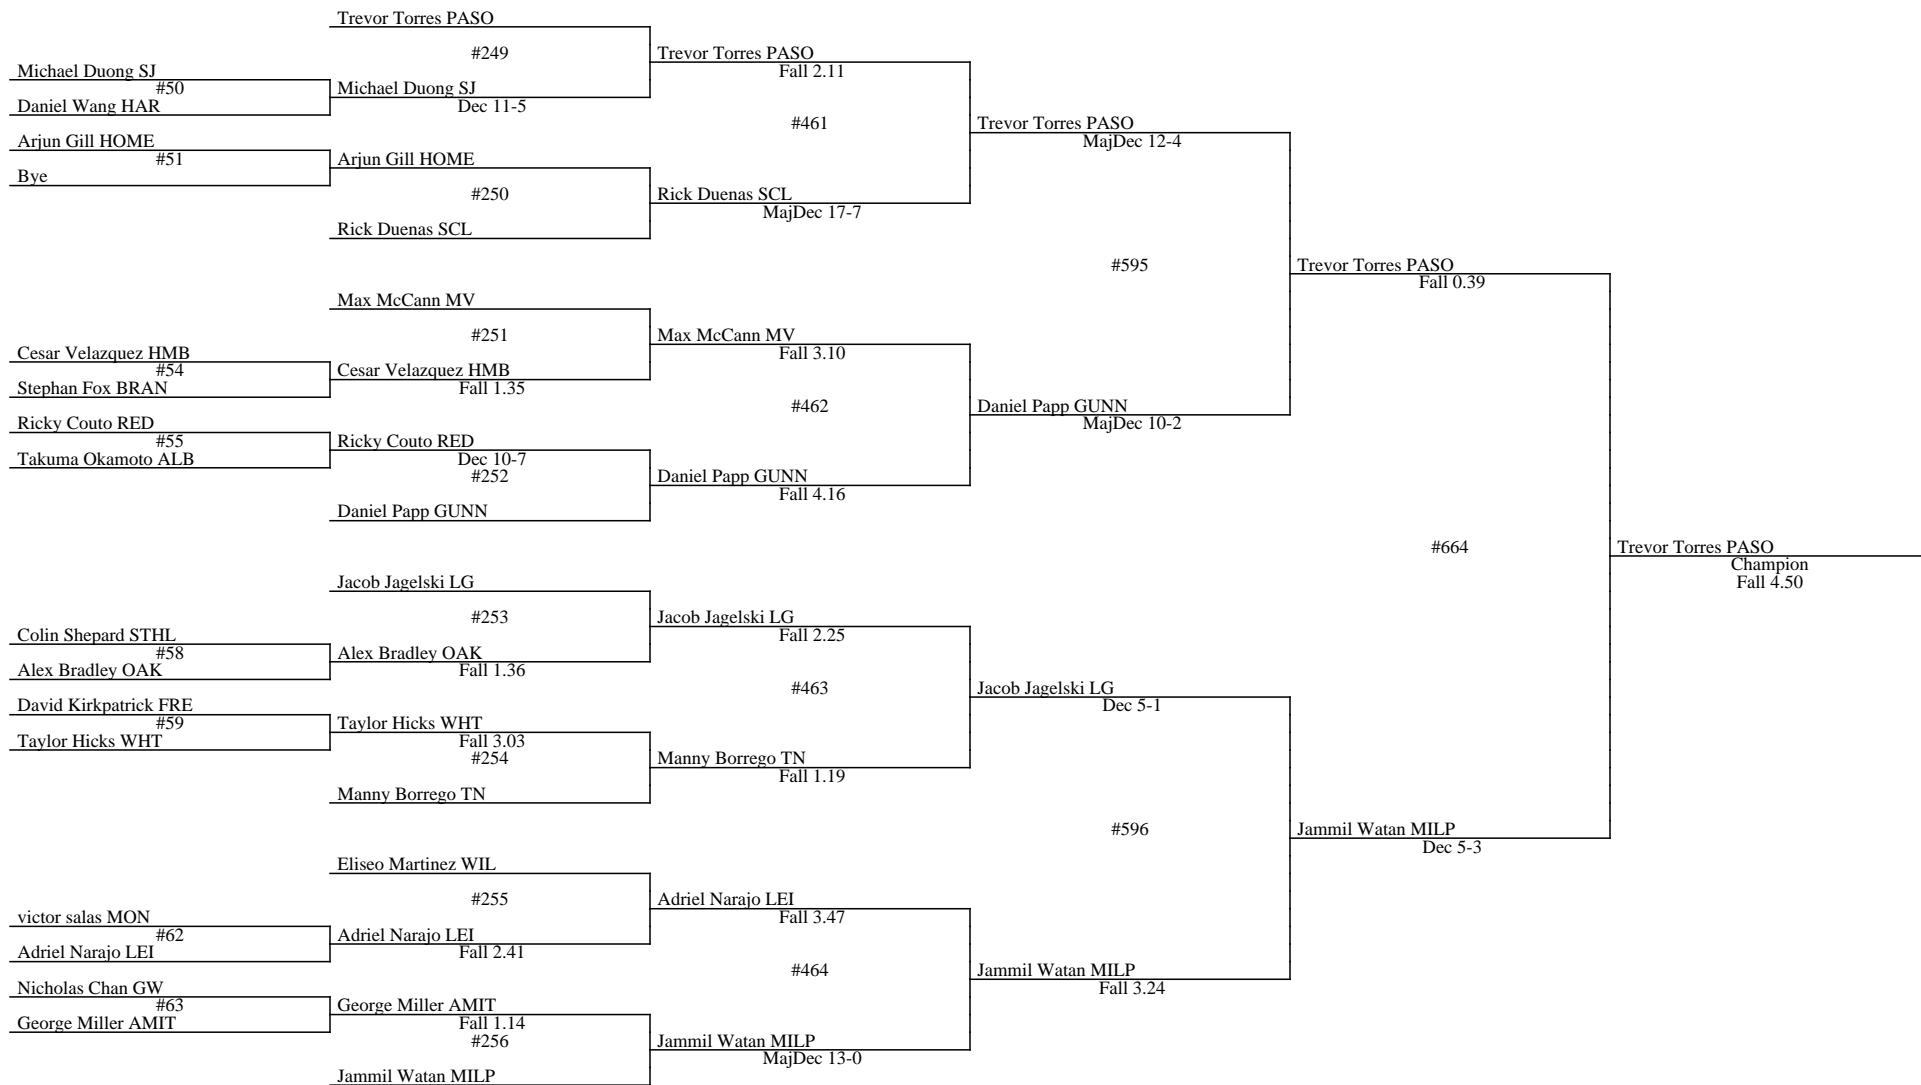 Trevor Torres PASO
#249
Trevor Torres PASO
Fall 2.11
Michael Duong SJ
#50
Michael Duong SJ
Dec 11-5
Daniel Wang HAR
#461
Trevor Torres PASO
MajDec 12-4
Arjun Gill HOME
#51
Arjun Gill HOME
Bye
#250
Rick Duenas SCL
MajDec 17-7
Rick Duenas SCL
#595
Trevor Torres PASO
Fall 0.39
Max McCann MV
#251
Max McCann MV
Fall 3.10
Cesar Velazquez HMB
#54
Cesar Velazquez HMB
Fall 1.35
Stephan Fox BRAN
#462
Daniel Papp GUNN
MajDec 10-2
Ricky Couto RED
#55
Ricky Couto RED
Dec 10-7
Takuma Okamoto ALB
#252
Daniel Papp GUNN
Fall 4.16
Daniel Papp GUNN
#664
Trevor Torres PASO
Champion
Fall 4.50
Jacob Jagelski LG
#253
Jacob Jagelski LG
Fall 2.25
Colin Shepard STHL
#58
Alex Bradley OAK
Fall 1.36
Alex Bradley OAK
#463
Jacob Jagelski LG
Dec 5-1
David Kirkpatrick FRE
#59
Taylor Hicks WHT
Fall 3.03
Taylor Hicks WHT
#254
Manny Borrego TN
Fall 1.19
Manny Borrego TN
#596
Jammil Watan MILP
Dec 5-3
Eliseo Martinez WIL
#255
Adriel Narajo LEI
Fall 3.47
victor salas MON
#62
Adriel Narajo LEI
Fall 2.41
Adriel Narajo LEI
#464
Jammil Watan MILP
Fall 3.24
Nicholas Chan GW
#63
George Miller AMIT
Fall 1.14
George Miller AMIT
#256
Jammil Watan MILP
MajDec 13-0
Jammil Watan MILP